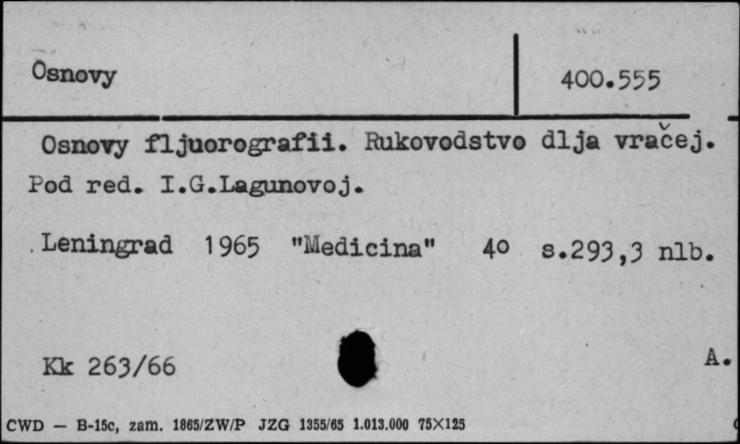 Osnovy 400.555
Osnovy fljuorografii. Rukovodstvo dlja vračej.
Pod red. I.G.Lagunovoj.
Leningrad 1965 "Medicina" 4o s.293,3 nlb.
Kk 263/66 A.
CWD — B-15c, zam. 1865/ZW/P JZG 1355/65 1.013.000 75X125